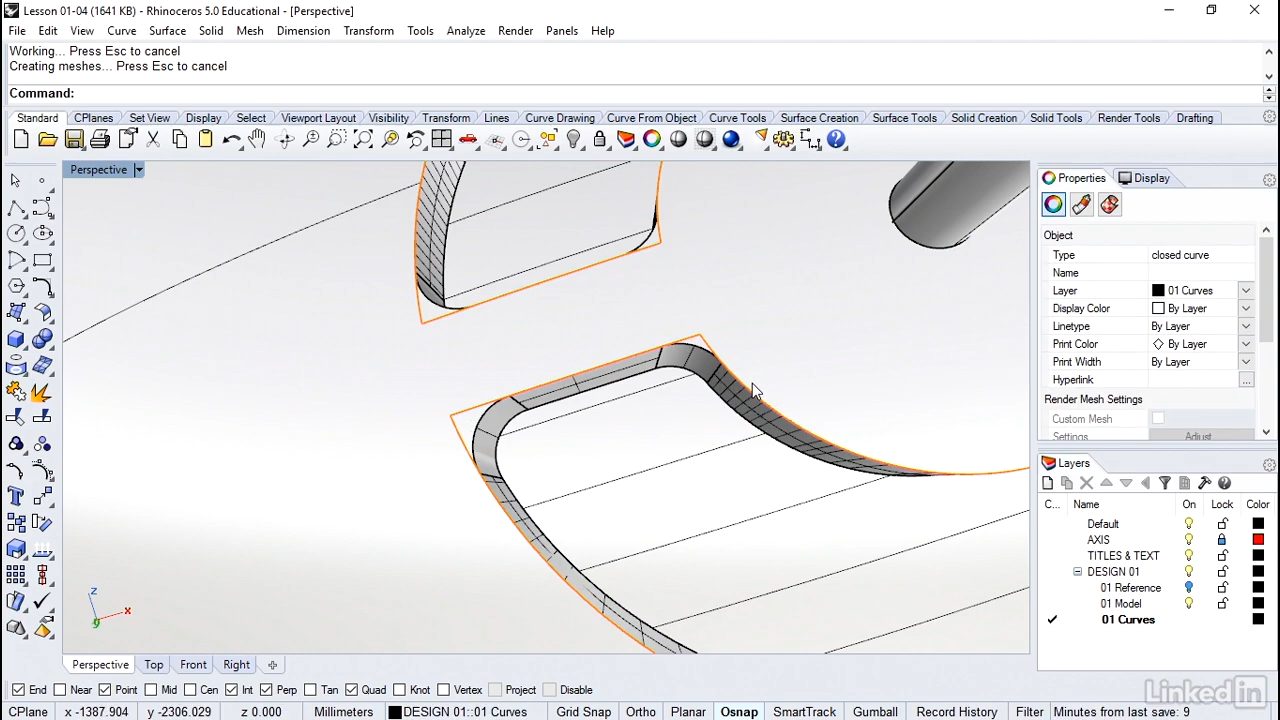 Lesson 01-04 (1641 KB) - Rhinoceros 5.0 Educational - [Perspective]
File Edit View Curve Surface Solid Mesh Dimension Transform Tools Analyze Render Panels Help
Working... Press Esc to cancel
Creating meshes... Press Esc to cancel
Command:
Standard CPlanes Set View Display Select Viewport Layout Visibility Transform Lines Curve Drawing Curve From Object Curve Tools Surface Creation Surface Tools Solid Creation Solid Tools Render Tools Drafting
Perspective
Properties Display
Object
Type closed curve
Name
Layer 01 Curves
Display Color By Layer
Linetype By Layer
Print Color By Layer
Print Width By Layer
Hyperlink ...
Render Mesh Settings
Custom Mesh
Settings Adjust
Layers
C... Name On Lock Color
Default
AXIS
TITLES & TEXT
DESIGN 01
01 Reference
01 Model
01 Curves
z
x
y
Perspective Top Front Right
End Near Point Mid Cen Int Perp Tan Quad Knot Vertex Project Disable
LinkedIn
CPlane x -1387.904 y -2306.029 z 0.000 Millimeters DESIGN 01::01 Curves Grid Snap Ortho Planar Osnap SmartTrack Gumball Record History Filter Minutes from last save: 9